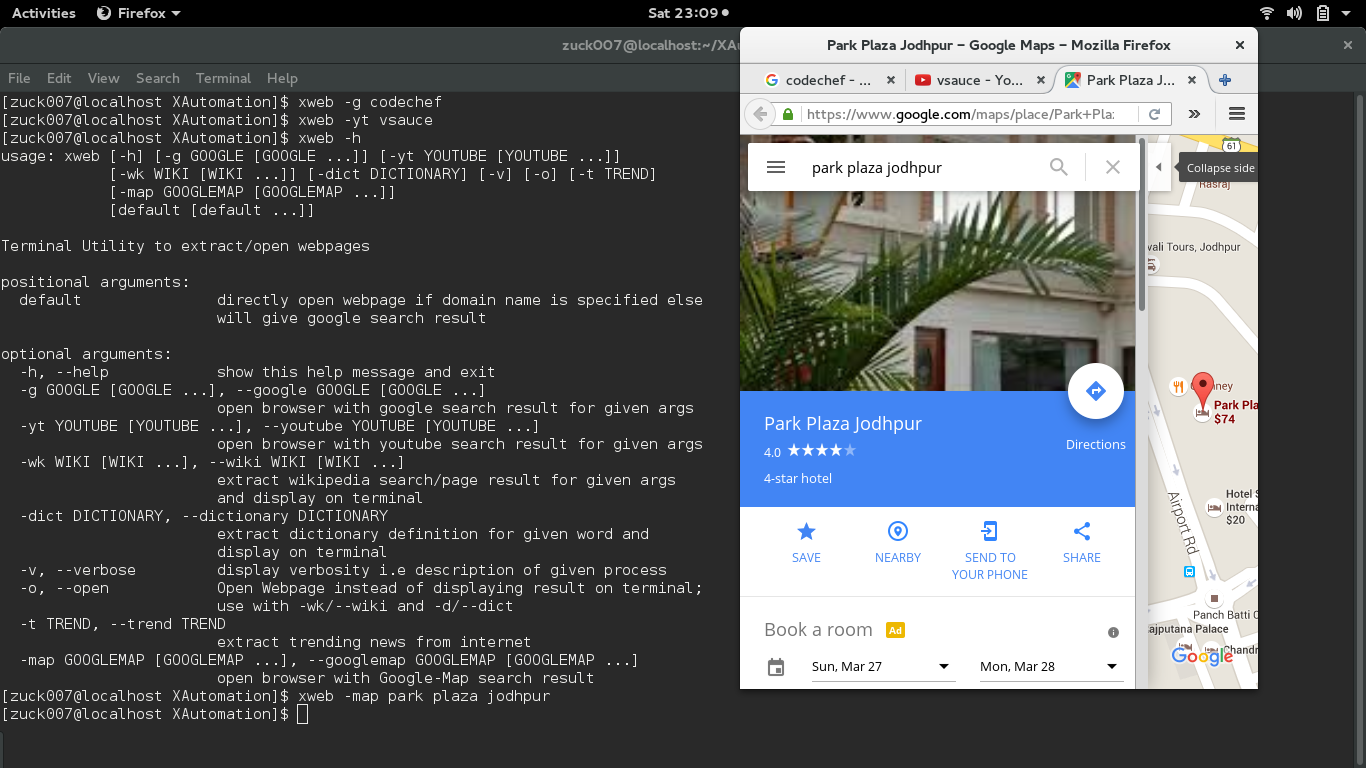 Activities Firefox Sat 23:09
zuck007@localhost:~/XAu
File Edit View Search Terminal Help
[zuck007@localhost XAutomation]$ xweb -g codechef
[zuck007@localhost XAutomation]$ xweb -yt vsauce
[zuck007@localhost XAutomation]$ xweb -h
usage: xweb [-h] [-g GOOGLE [GOOGLE ...]] [-yt YOUTUBE [YOUTUBE ...]]
            [-wk WIKI [WIKI ...]] [-dict DICTIONARY] [-v] [-o] [-t TREND]
            [-map GOOGLEMAP [GOOGLEMAP ...]]
            [default [default ...]]
Terminal Utility to extract/open webpages
positional arguments:
  default               directly open webpage if domain name is specified else
                        will give google search result
optional arguments:
  -h, --help            show this help message and exit
  -g GOOGLE [GOOGLE ...], --google GOOGLE [GOOGLE ...]
                        open browser with google search result for given args
  -yt YOUTUBE [YOUTUBE ...], --youtube YOUTUBE [YOUTUBE ...]
                        open browser with youtube search result for given args
  -wk WIKI [WIKI ...], --wiki WIKI [WIKI ...]
                        extract wikipedia search/page result for given args
                        and display on terminal
  -dict DICTIONARY, --dictionary DICTIONARY
                        extract dictionary definition for given word and
                        display on terminal
  -v, --verbose         display verbosity i.e description of given process
  -o, --open            Open Webpage instead of displaying result on terminal;
                        use with -wk/--wiki and -d/--dict
  -t TREND, --trend TREND
                        extract trending news from internet
  -map GOOGLEMAP [GOOGLEMAP ...], --googlemap GOOGLEMAP [GOOGLEMAP ...]
                        open browser with Google-Map search result
[zuck007@localhost XAutomation]$ xweb -map park plaza jodhpur
[zuck007@localhost XAutomation]$
Park Plaza Jodhpur - Google Maps - Mozilla Firefox
codechef - ... vsauce - Yo... Park Plaza J...
https://www.google.com/maps/place/Park+Pla:
park plaza jodhpur
Collapse side
Park Plaza Jodhpur
4.0
4-star hotel
Directions
SAVE NEARBY SEND TO YOUR PHONE SHARE
Book a room Ad
Sun, Mar 27 Mon, Mar 28
61
Rasraj
vali Tours, Jodhpur
Park Pla
$74
Hotel S
Interna
$20
Airport Rd
Panch Batti C
ajputana Palace
Chandr
Google